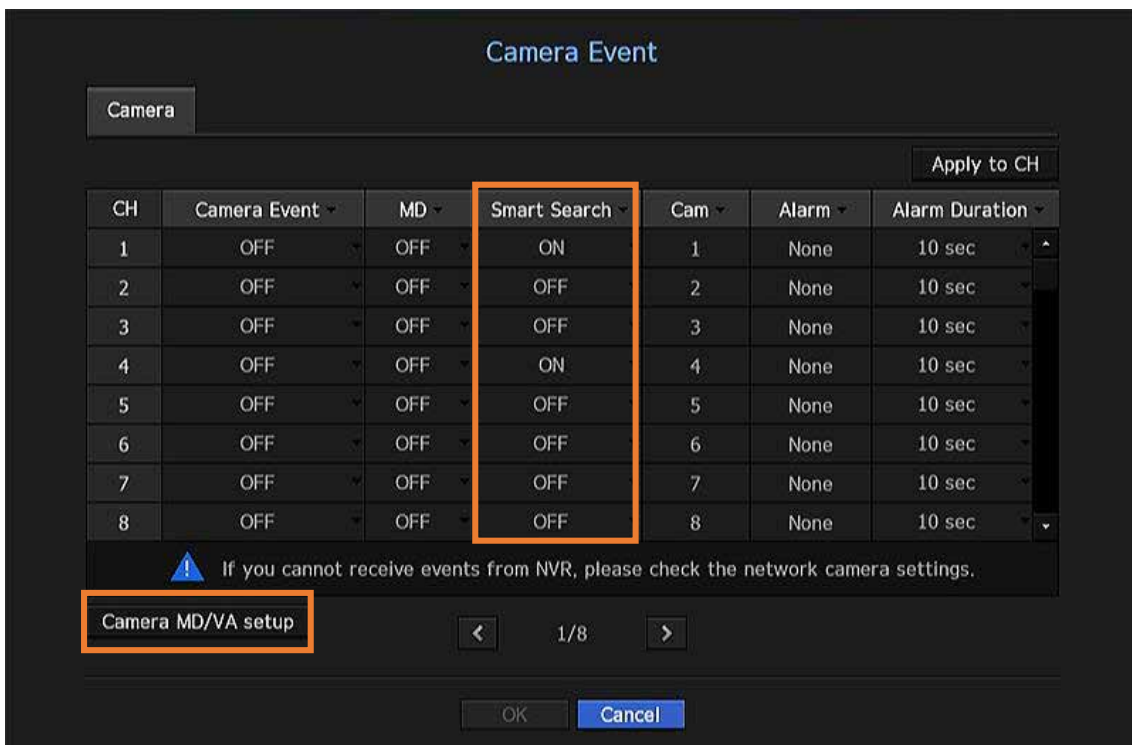 Camera Event
Camera
Apply to CH
CH Camera Event MD Smart Search Cam Alarm Alarm Duration
1 OFF OFF ON 1 None 10 sec
2 OFF OFF OFF 2 None 10 sec
3 OFF OFF OFF 3 None 10 sec
4 OFF OFF ON 4 None 10 sec
5 OFF OFF OFF 5 None 10 sec
6 OFF OFF OFF 6 None 10 sec
7 OFF OFF OFF 7 None 10 sec
8 OFF OFF OFF 8 None 10 sec
If you cannot receive events from NVR, please check the network camera settings.
Camera MD/VA setup
1/8
OK Cancel